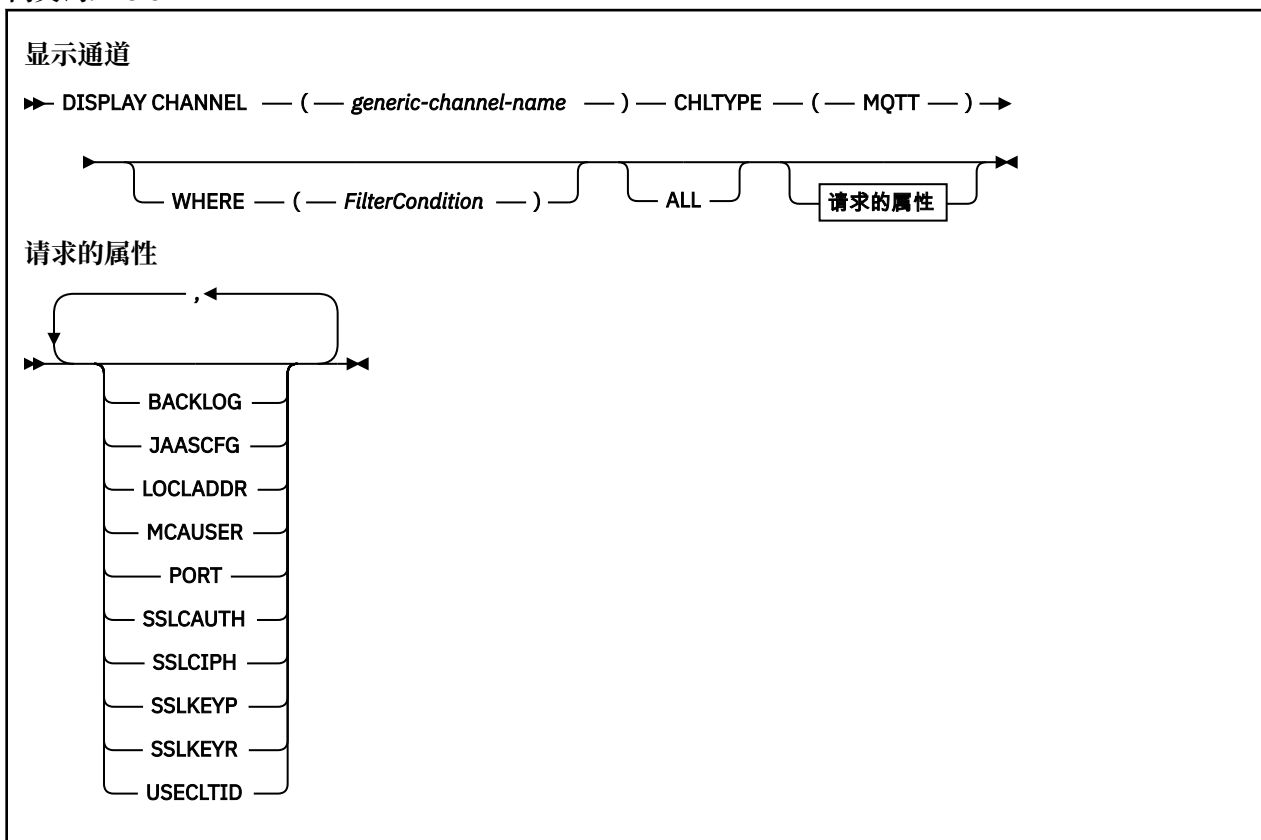 显示通道
DISPLAY CHANNEL ( generic-channel-name ) CHLTYPE ( MQTT )
WHERE ( FilterCondition ) ALL 请求的属性
请求的属性
,
BACKLOG
JAASCFG
LOCLADDR
MCAUSER
PORT
SSLCAUTH
SSLCIPH
SSLKEYP
SSLKEYR
USECLTID